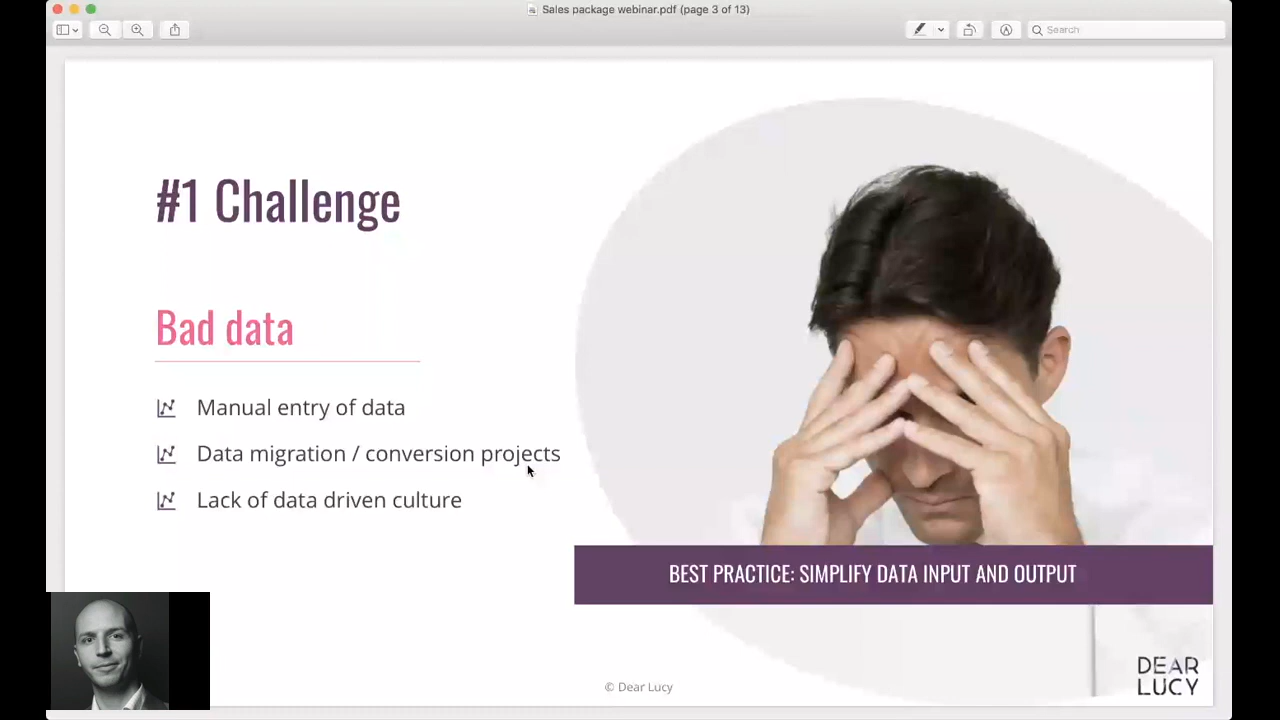 Sales package webinar.pdf (page 3 of 13)
Search
#1 Challenge
Bad data
Manual entry of data
Data migration / conversion projects
Lack of data driven culture
BEST PRACTICE: SIMPLIFY DATA INPUT AND OUTPUT
© Dear Lucy
DEAR
LUCY